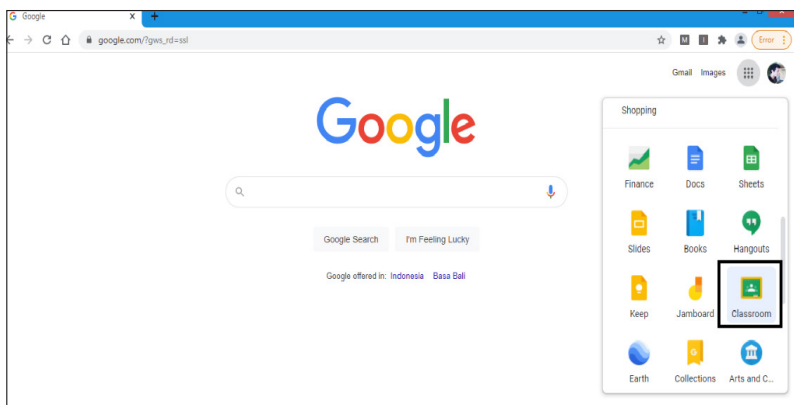 Google
google.com/?gws_rd=ssl
M
Error
Gmail Images
Google
Shopping
Finance Docs Sheets
Slides Books Hangouts
Google Search I'm Feeling Lucky
Google offered in: Indonesia Basa Bali
Keep Jamboard Classroom
Earth Collections Arts and C...